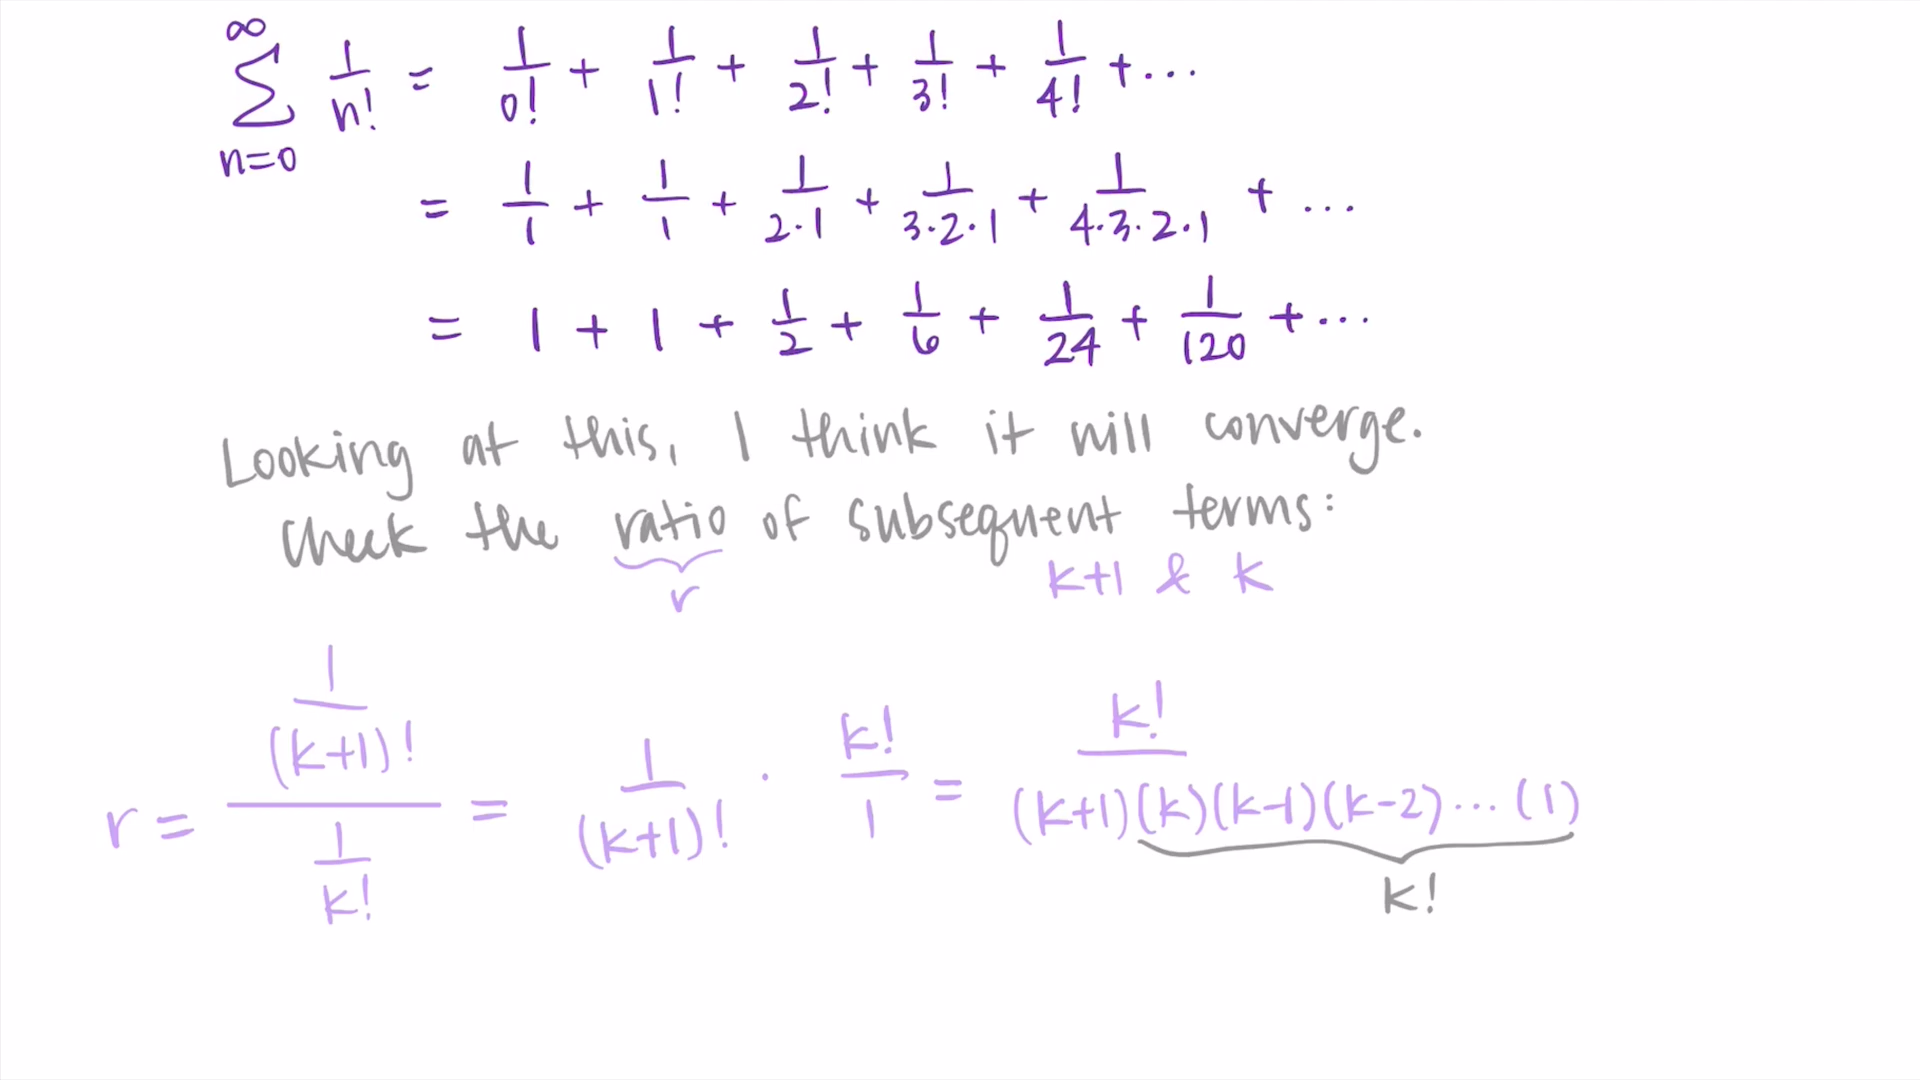 ∞
∑ 1/n! = 1/0! + 1/1! + 1/2! + 1/3! + 1/4! + ...
n=0
= 1/1 + 1/1 + 1/2·1 + 1/3·2·1 + 1/4·3·2·1 + ...
= 1 + 1 + 1/2 + 1/6 + 1/24 + 1/120 + ...
Looking at this, I think it will converge.
Check the ratio of subsequent terms:
r k+1 & k
r = (1/(k+1)!)/(1/k!) = 1/(k+1)! · k!/1 = k!/(k+1)(k)(k-1)(k-2)...(1)
k!